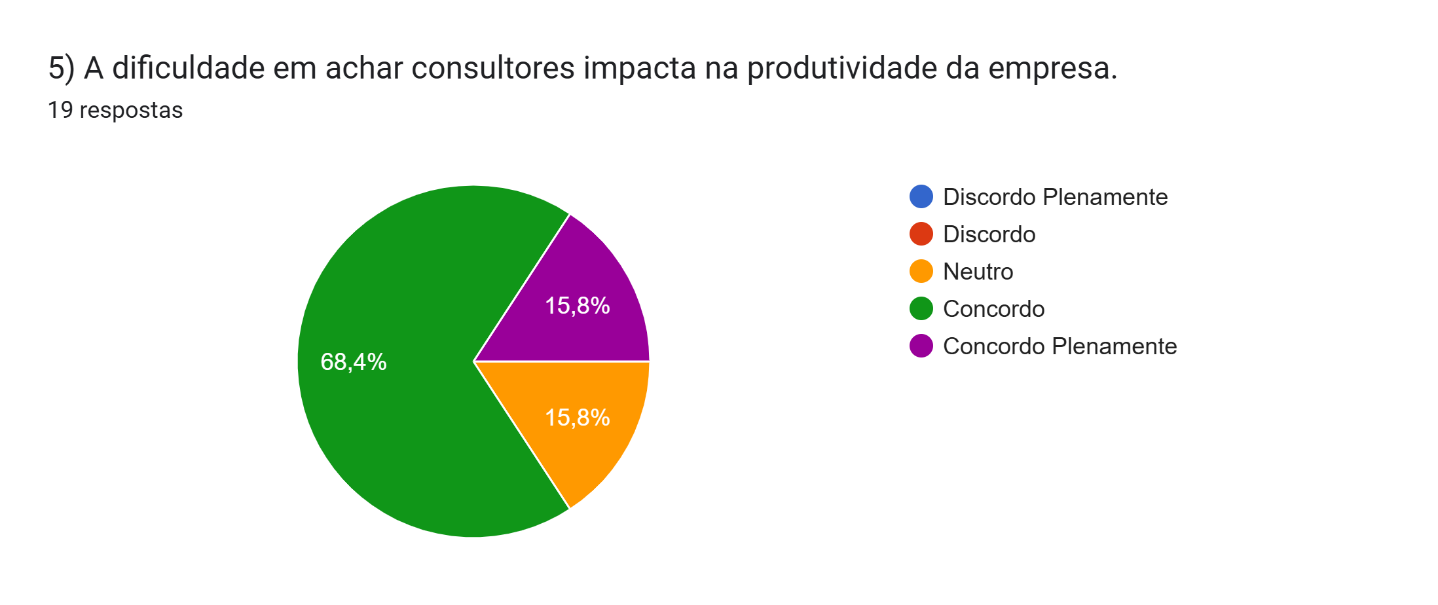 5) A dificuldade em achar consultores impacta na produtividade da empresa.
19 respostas
Discordo Plenamente
Discordo
Neutro
Concordo
Concordo Plenamente
15,8%
68,4%
15,8%